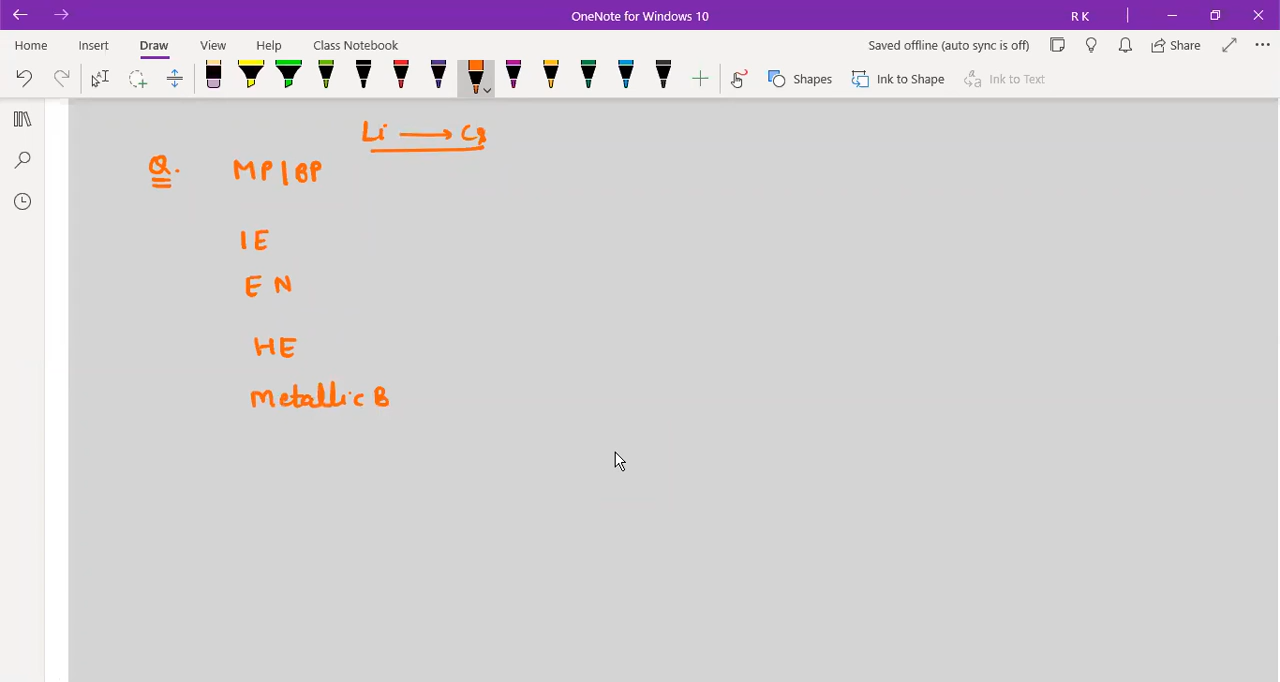 OneNote for Windows 10
R K
Home Insert Draw View Help Class Notebook
Saved offline (auto sync is off) Share
Shapes Ink to Shape Ink to Text
Li ⟶ Cs
Q. MP|BP
IE
EN
HE
Metallic B